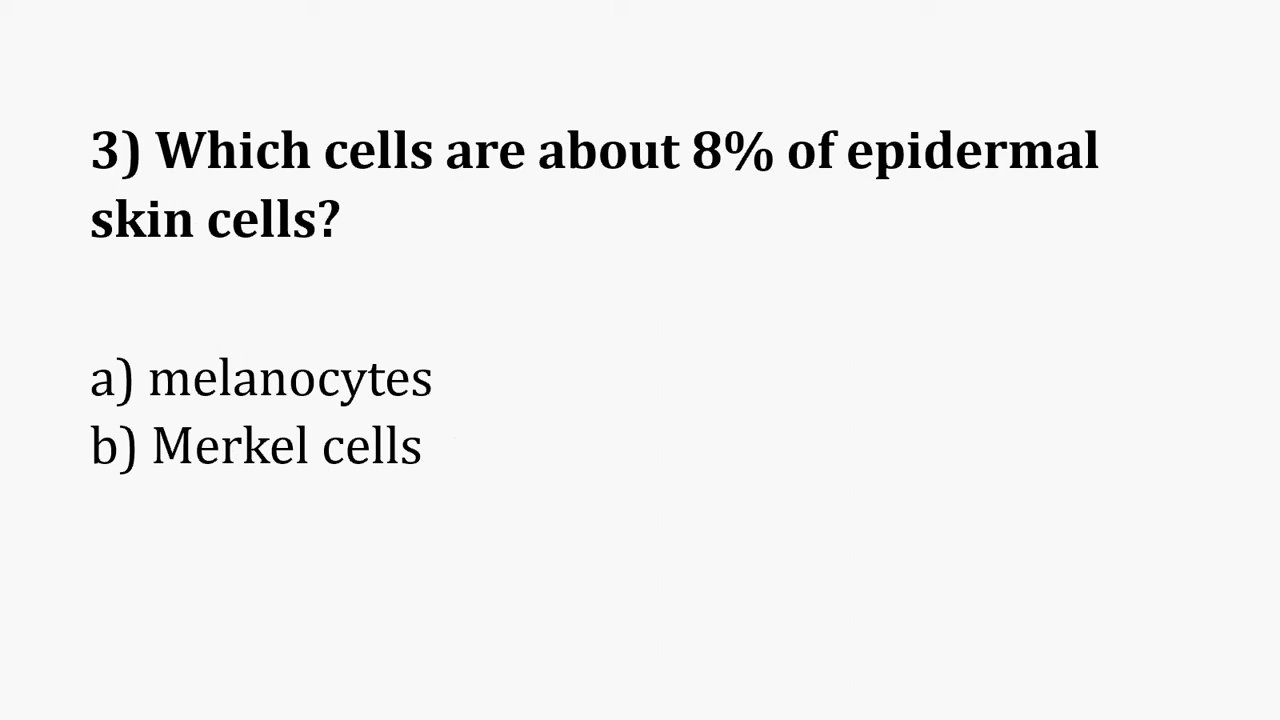 3) Which cells are about 8% of epidermal
skin cells?
a) melanocytes
b) Merkel cells